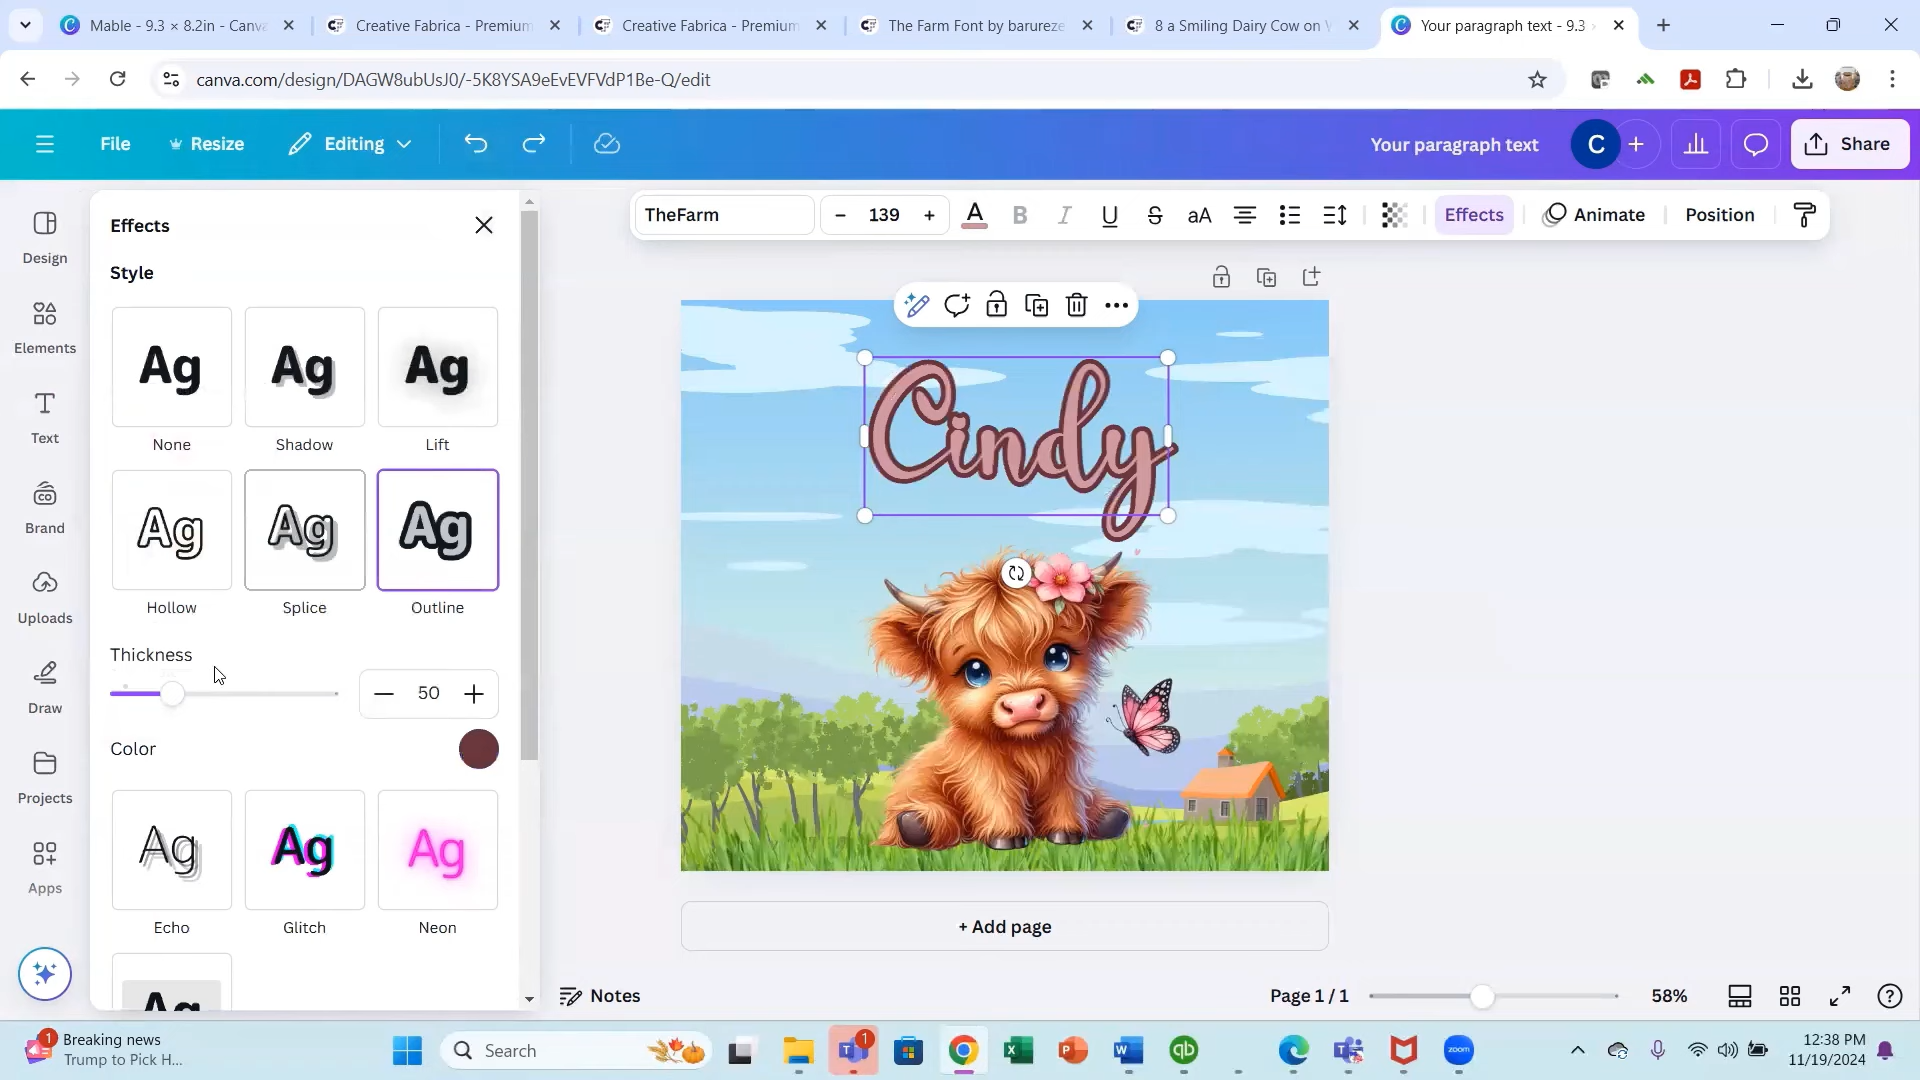 Mable - 9.3 × 8.2in - Canva
Creative Fabrica - Premium
Creative Fabrica - Premium
The Farm Font by barureze
8 a Smiling Dairy Cow on
Your paragraph text - 9.3
canva.com/design/DAGW8ubUsJ0/-5K8YSA9eEvEVFVdP1Be-Q/edit
File
Resize
Editing
Your paragraph text
C
Share
TheFarm
139
A
B
I
U
S
aA
Effects
Animate
Position
Design
Elements
Text
Brand
Uploads
Draw
Projects
Apps
Effects
Style
Ag
Ag
Ag
None
Shadow
Lift
Ag
Ag
Ag
Hollow
Splice
Outline
Thickness
50
Color
Ag
Ag
Ag
Echo
Glitch
Neon
Cindy
+ Add page
Notes
Page 1 / 1
58%
1
Breaking news
Trump to Pick H...
Search
1
zoom
12:38 PM
11/19/2024